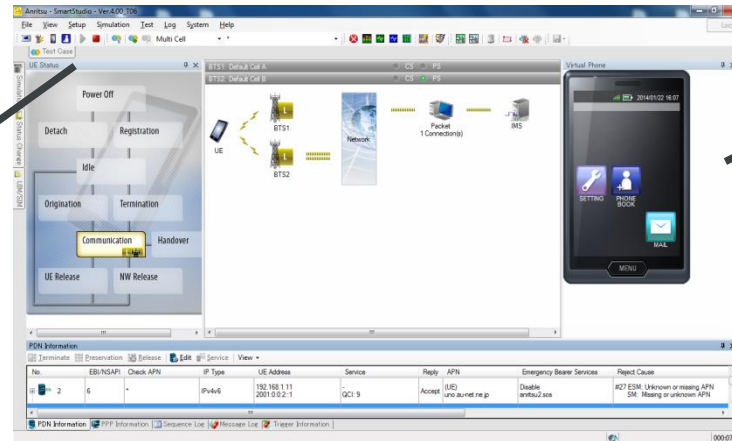 Anritsu - SmartStudio - Ver.4.00_T06
File View Setup Simulation Test Log System Help
Multi Cell
Test Case
UE Status
BTS1: Default Cell A CS PS
BTS2: Default Cell B CS PS
Virtual Phone
Status Change
UIM/SIM
Power Off
Detach Registration
Idle
Origination Termination
Communication Handover
UE Release NW Release
UE
BTS1
BTS2
Network
Packet
1 Connection(s)
IMS
2014/01/22 16:07
SETTING
PHONE
BOOK
MAIL
MENU
PDN Information
Terminate Preservation Release Edit Service View
No. EBI/NSAPI Check APN IP Type UE Address Service Reply APN Emergency Bearer Services Reject Cause
2 6 - IPv4v6 192.168.1.11 - Accept (UE) Disable #27 ESM: Unknown or missing APN
2001:0:0:2::1 QCI: 9 uno.au-net.ne.jp anritsu2.sos SM: Missing or unknown APN
PDN Information PPP Information Sequence Log Message Log Trigger Information